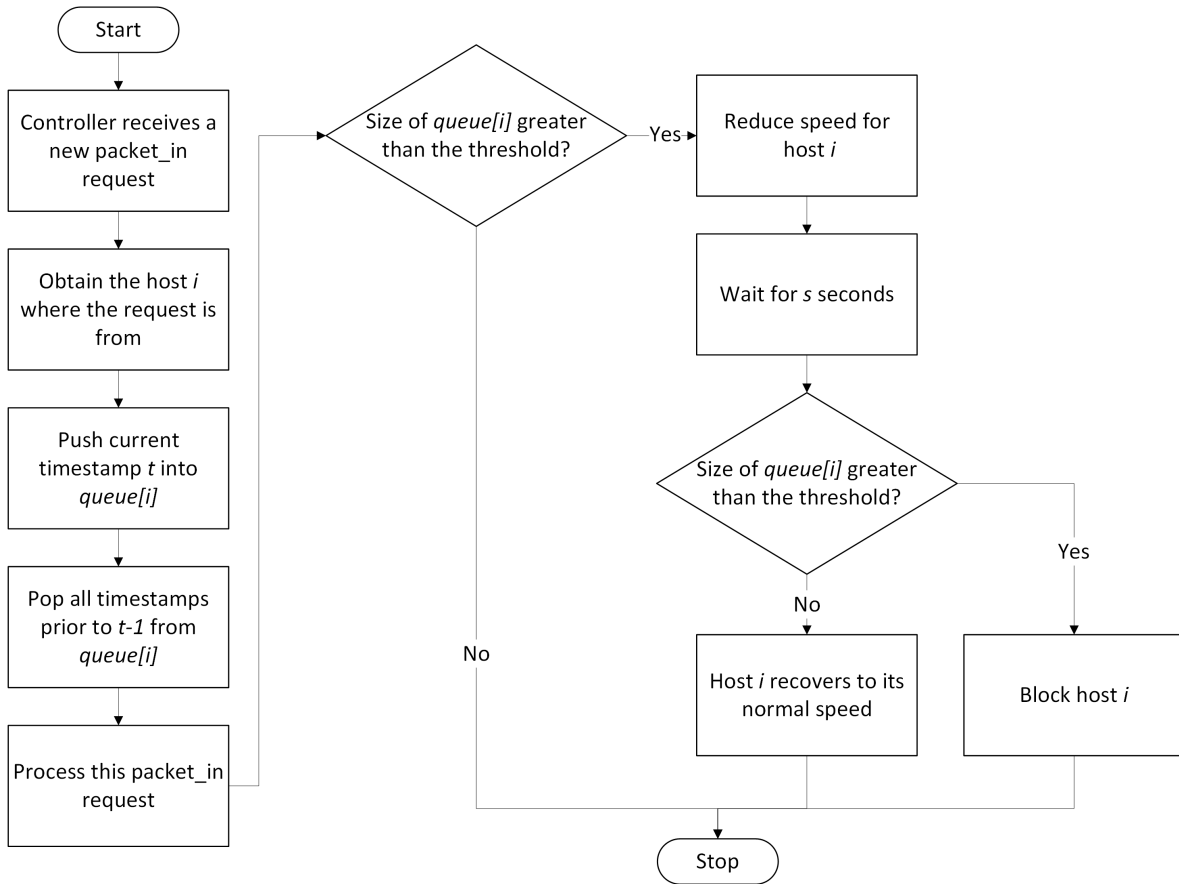 Start
Controller receives a
new packet_in
request
Obtain the host i
where the request is
from
Push current
timestamp t into
queue[i]
Pop all timestamps
prior to t-1 from
queue[i]
Process this packet_in
request
Size of queue[i] greater
than the threshold?
Yes
No
Reduce speed for
host i
Wait for s seconds
Size of queue[i] greater
than the threshold?
Yes
No
Host i recovers to its
normal speed
Block host i
Stop